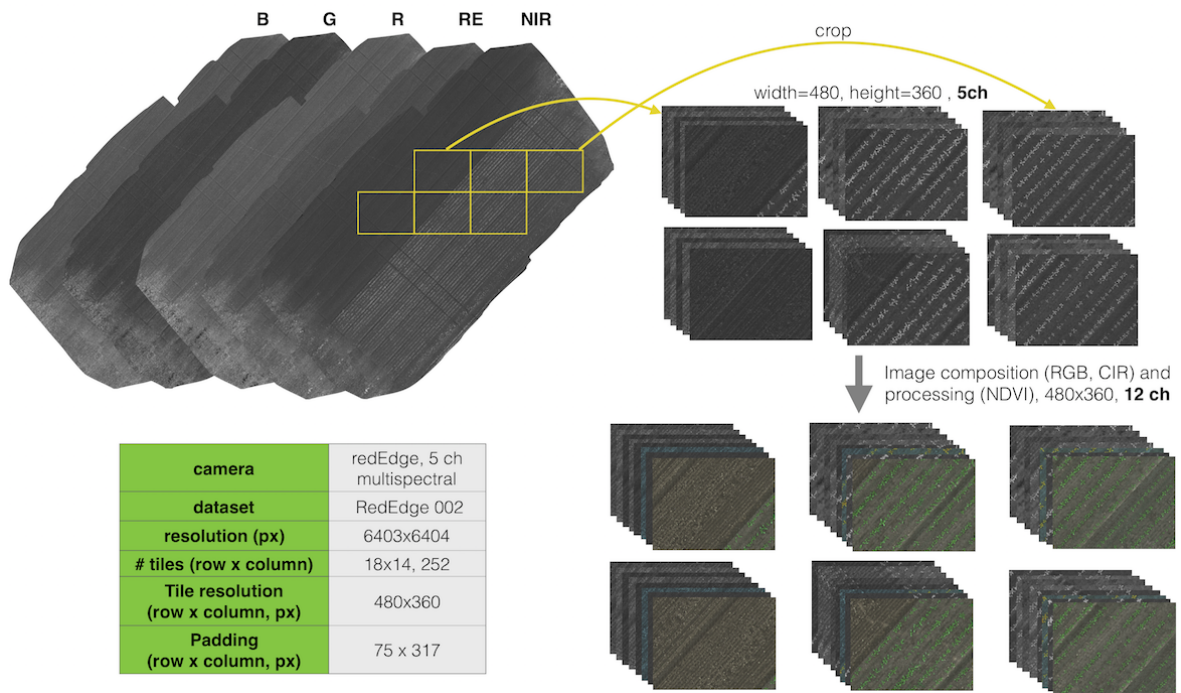 B G R RE NIR
crop
width=480, height=360 , 5ch
Image composition (RGB, CIR) and
processing (NDVI), 480x360, 12 ch
camera
redEdge, 5 ch
multispectral
dataset
RedEdge 002
resolution (px)
6403x6404
# tiles (row x column)
18x14, 252
Tile resolution
(row x column, px)
480x360
Padding
(row x column, px)
75 x 317